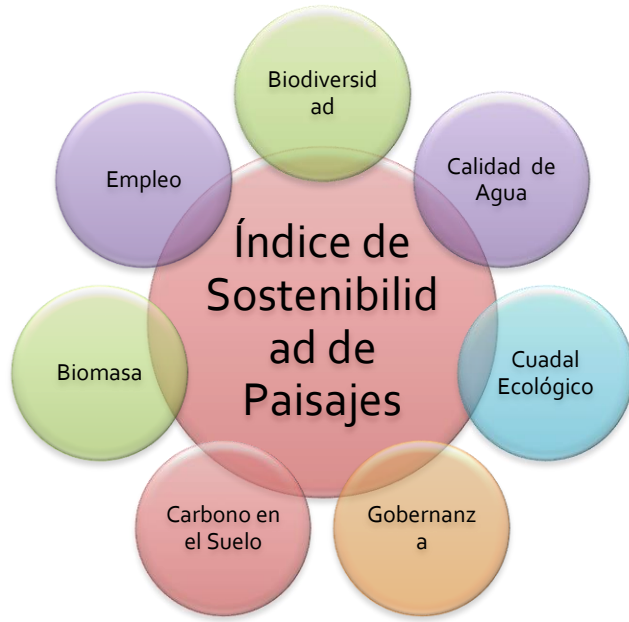 Biodiversid
ad
Empleo
Calidad de
Agua
Índice de
Sostenibilid
ad de
Paisajes
Biomasa
Cuadal
Ecológico
Carbono en
el Suelo
Gobernanz
a